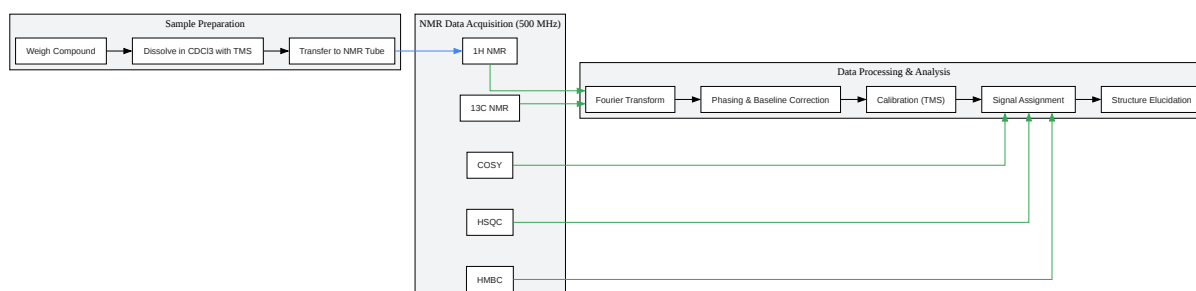 Sample Preparation
Weigh Compound
Dissolve in CDCl3 with TMS
Transfer to NMR Tube
NMR Data Acquisition (500 MHz)
1H NMR
13C NMR
COSY
HSQC
HMBC
Data Processing & Analysis
Fourier Transform
Phasing & Baseline Correction
Calibration (TMS)
Signal Assignment
Structure Elucidation